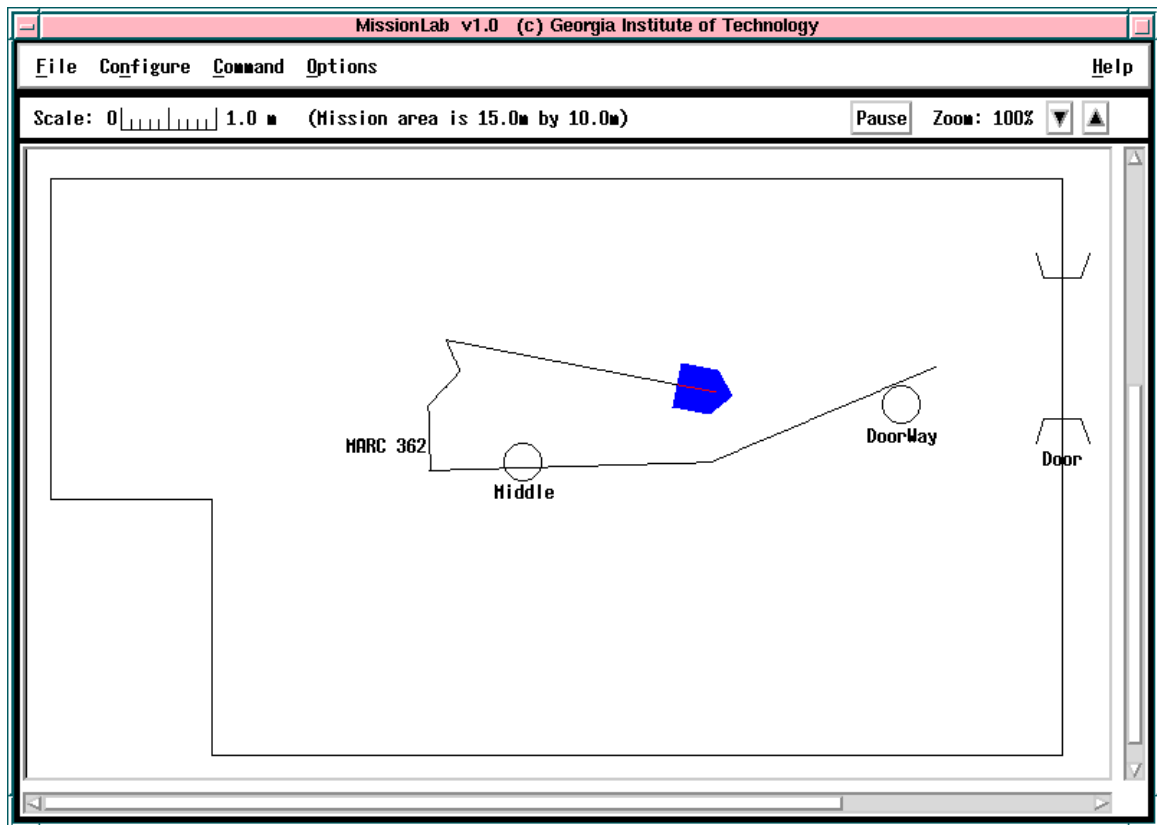 MissionLab v1.0 (c) Georgia Institute of Technology
File Configure Command Options Help
Scale: 0 1.0 m (Mission area is 15.0m by 10.0m) Pause Zoom: 100%
MARC 362
DoorWay
Door
Middle